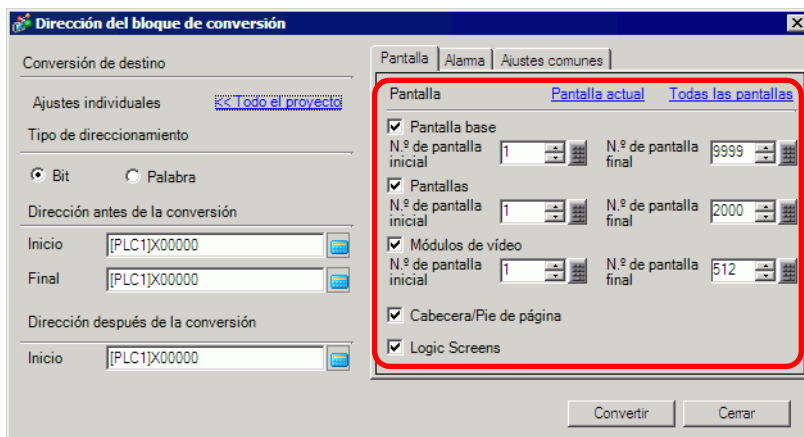 Dirección del bloque de conversión
Conversión de destino
Ajustes individuales << Todo el proyecto
Tipo de direccionamiento
Bit Palabra
Dirección antes de la conversión
Inicio [PLC1]X00000
Final [PLC1]X00000
Dirección después de la conversión
Inicio [PLC1]X00000
Pantalla Alarma Ajustes comunes
Pantalla Pantalla actual Todas las pantallas
Pantalla base
N.º de pantalla inicial 1 N.º de pantalla final 9999
Pantallas
N.º de pantalla inicial 1 N.º de pantalla final 2000
Módulos de vídeo
N.º de pantalla inicial 1 N.º de pantalla final 512
Cabecera/Pie de página
Logic Screens
Convertir Cerrar